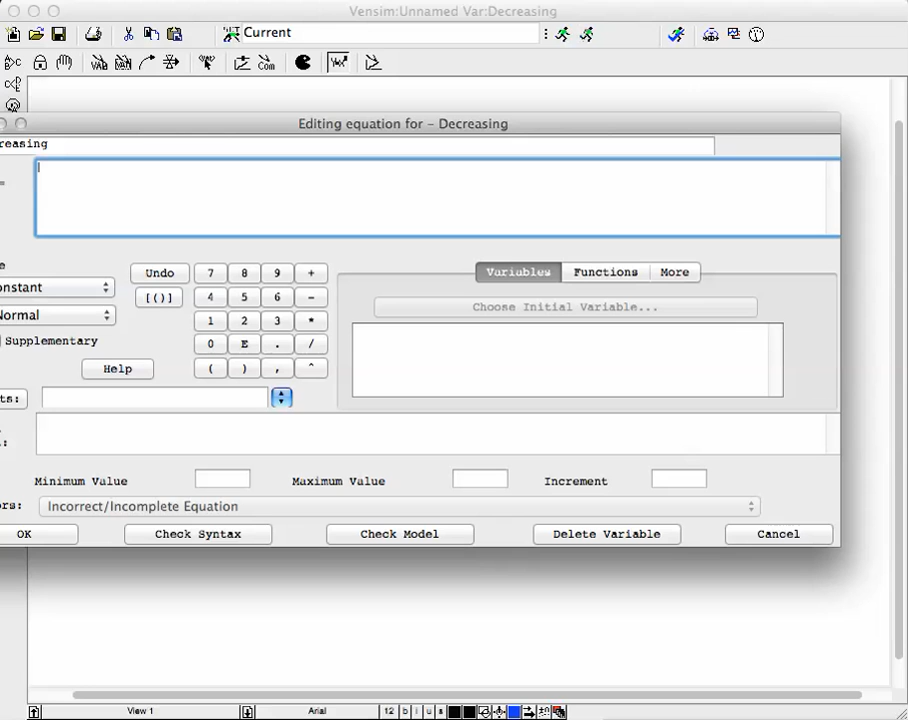 Vensim:Unnamed Var:Decreasing
Current
Editing equation for - Decreasing
reasing
=
Undo 7 8 9 +
Variables Functions More
onstant
[()] 4 5 6 -
Choose Initial Variable...
ormal
1 2 3 *
Supplementary
0 E . /
Help ( ) , ^
ts:
Minimum Value Maximum Value Increment
ors: Incorrect/Incomplete Equation
OK Check Syntax Check Model Delete Variable Cancel
View 1 Arial 12 b i u s